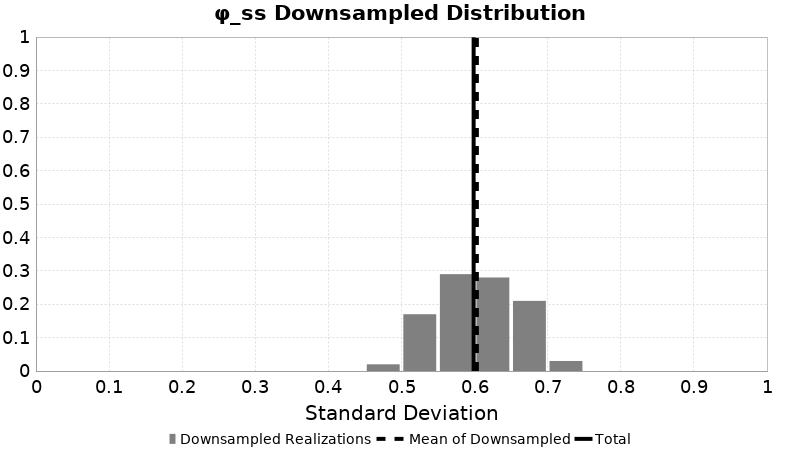 φ_ss Downsampled Distribution
1
0.9
0.8
0.7
0.6
0.5
0.4
0.3
0.2
0.1
0
0 0.1 0.2 0.3 0.4 0.5 0.6 0.7 0.8 0.9 1
Standard Deviation
Downsampled Realizations Mean of Downsampled Total